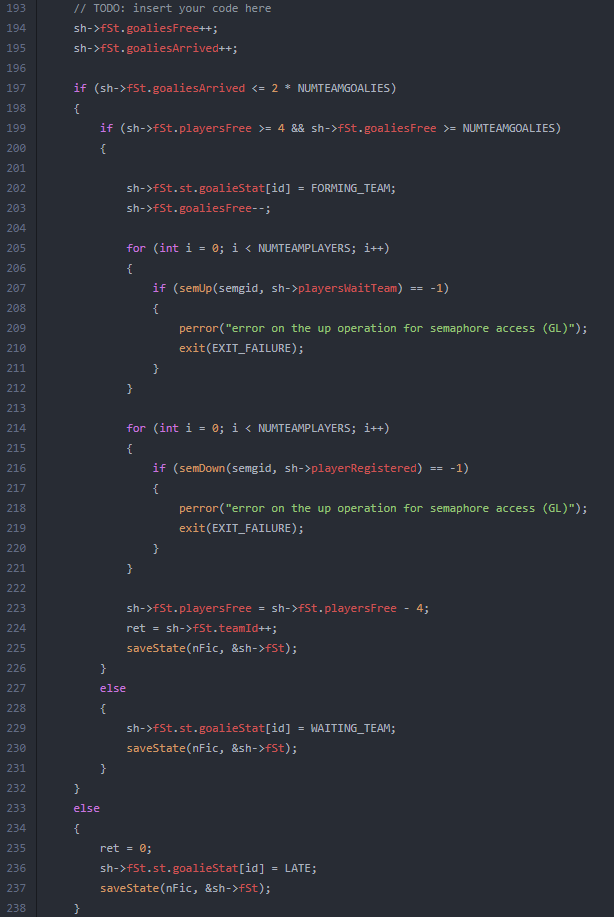 193 // TODO: insert your code here
194 sh->fSt.goaliesFree++;
195 sh->fSt.goaliesArrived++;
196
197 if (sh->fSt.goaliesArrived <= 2 * NUMTEAMGOALIES)
198 {
199 if (sh->fSt.playersFree >= 4 && sh->fSt.goaliesFree >= NUMTEAMGOALIES)
200 {
201
202 sh->fSt.st.goalieStat[id] = FORMING_TEAM;
203 sh->fSt.goaliesFree--;
204
205 for (int i = 0; i < NUMTEAMPLAYERS; i++)
206 {
207 if (semUp(semgid, sh->playersWaitTeam) == -1)
208 {
209 perror("error on the up operation for semaphore access (GL)");
210 exit(EXIT_FAILURE);
211 }
212 }
213
214 for (int i = 0; i < NUMTEAMPLAYERS; i++)
215 {
216 if (semDown(semgid, sh->playerRegistered) == -1)
217 {
218 perror("error on the up operation for semaphore access (GL)");
219 exit(EXIT_FAILURE);
220 }
221 }
222
223 sh->fSt.playersFree = sh->fSt.playersFree - 4;
224 ret = sh->fSt.teamId++;
225 saveState(nFic, &sh->fSt);
226 }
227 else
228 {
229 sh->fSt.st.goalieStat[id] = WAITING_TEAM;
230 saveState(nFic, &sh->fSt);
231 }
232 }
233 else
234 {
235 ret = 0;
236 sh->fSt.st.goalieStat[id] = LATE;
237 saveState(nFic, &sh->fSt);
238 }